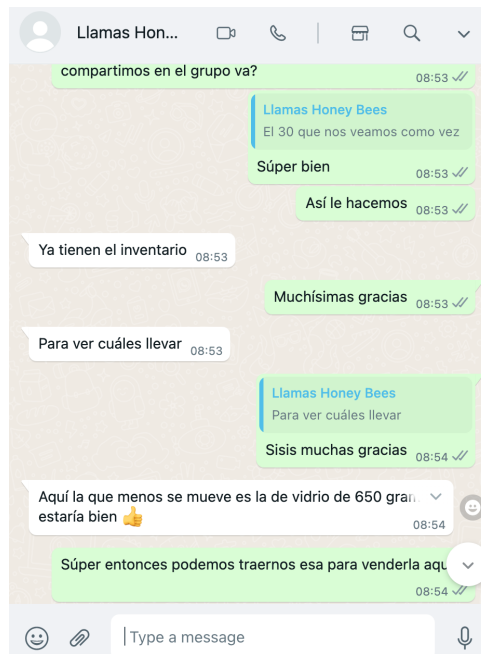 Llamas Hon...
compartimos en el grupo va?
08:53
Llamas Honey Bees
El 30 que nos veamos como vez
Súper bien
08:53
Así le hacemos 08:53
Ya tienen el inventario 08:53
Muchísimas gracias 08:53
Para ver cuáles llevar 08:53
Llamas Honey Bees
Para ver cuáles llevar
Sisis muchas gracias 08:54
Aquí la que menos se mueve es la de vidrio de 650
estaría bien 👍
08:54
Súper entonces podemos traernos esa para venderla
08:54
Type a message